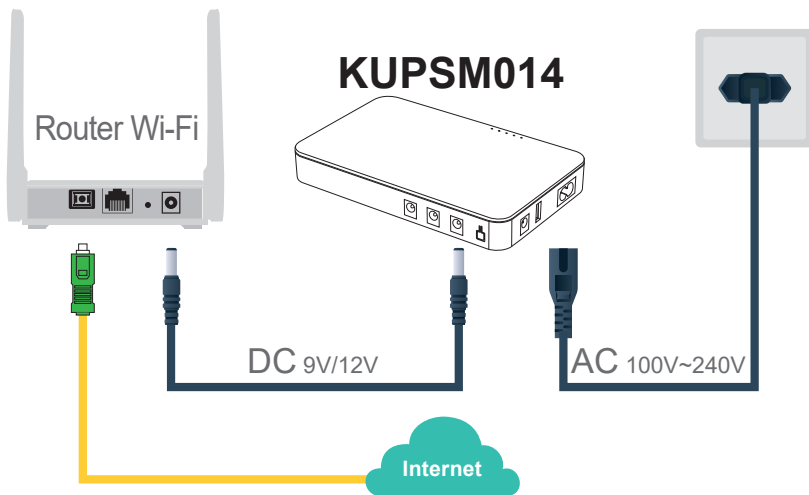 KUPSM014
Router Wi-Fi
DC 9V/12V
AC 100V~240V
Internet